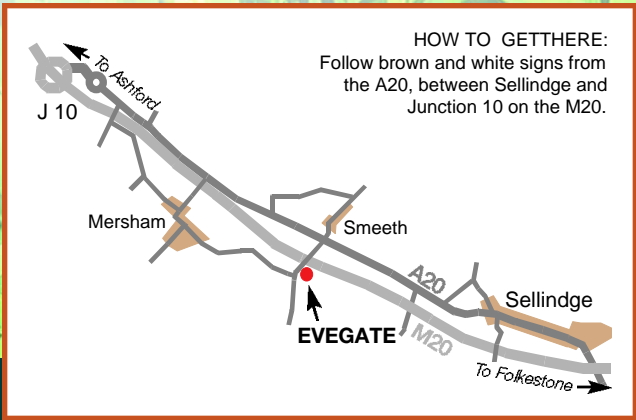 HOW TO GETTHERE:
Follow brown and white signs from
the A20, between Sellindge and
Junction 10 on the M20.
To Ashford
J 10
Mersham
Smeeth
A20
Sellindge
EVEGATE
M20
To Folkestone